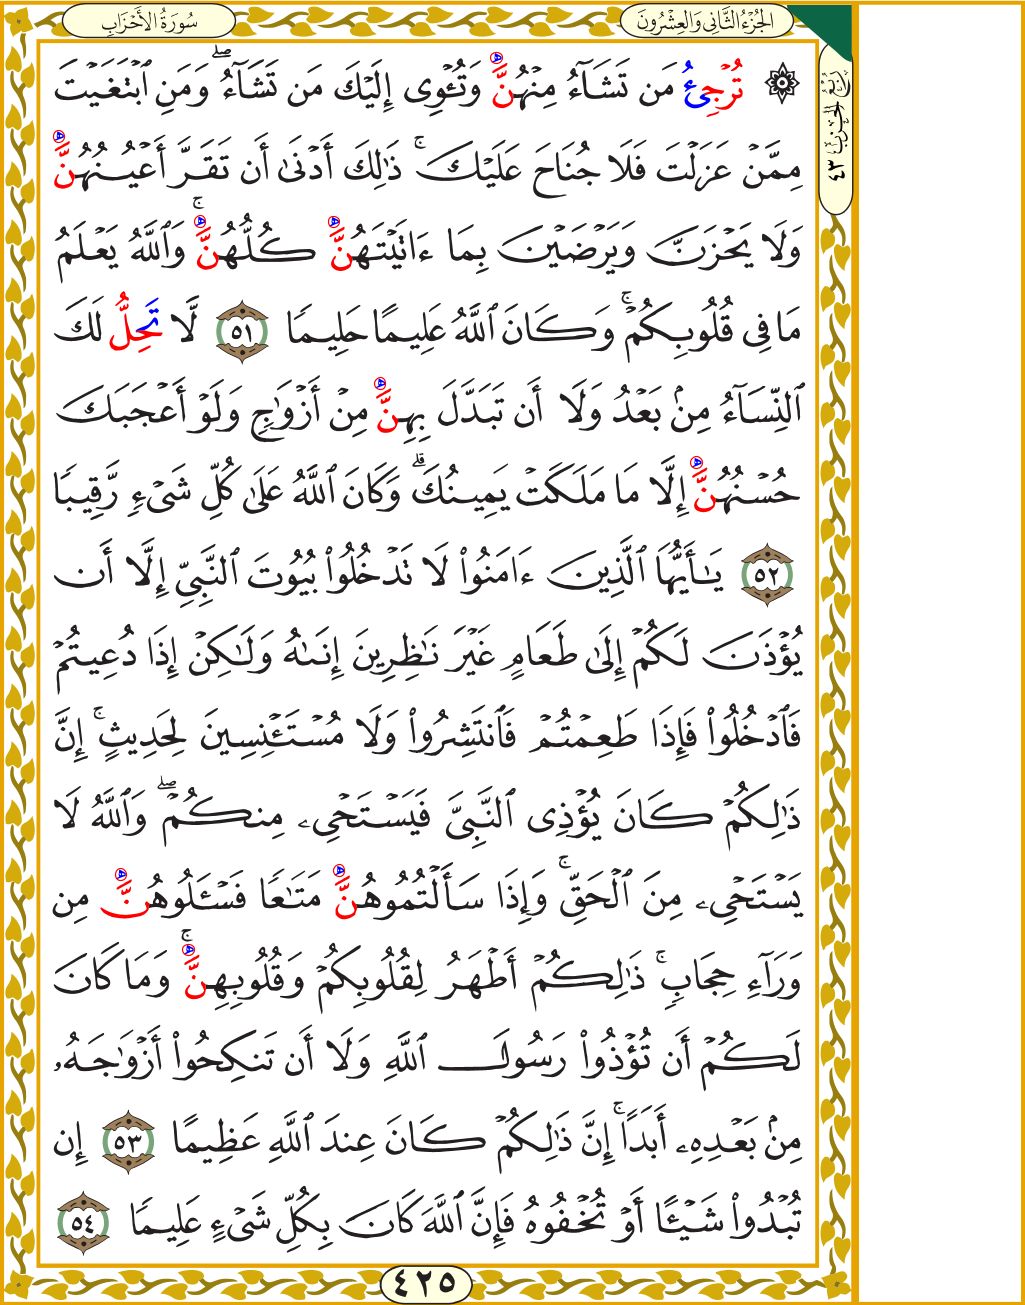 سُورَةُ الأَحْزَابِ
الجُزْءُ الثَّانِي وَالعِشْرُونَ
رُبْعُ الحِزْبِ ٤٣
۞ تُرْجِئُ مَن تَشَآءُ مِنْهُنَّ وَتُـْٔوِىٓ إِلَيْكَ مَن تَشَآءُ ۖ وَمَنِ ٱبْتَغَيْتَ
مِمَّنْ عَزَلْتَ فَلَا جُنَاحَ عَلَيْكَ ۚ ذَٰلِكَ أَدْنَىٰٓ أَن تَقَرَّ أَعْيُنُهُنَّ
وَلَا يَحْزَنَّ وَيَرْضَيْنَ بِمَآ ءَاتَيْتَهُنَّ كُلُّهُنَّ ۚ وَٱللَّهُ يَعْلَمُ
مَا فِى قُلُوبِكُمْ ۚ وَكَانَ ٱللَّهُ عَلِيمًا حَلِيمًا ٥١ لَّا تَحِلُّ لَكَ
ٱلنِّسَآءُ مِنۢ بَعْدُ وَلَآ أَن تَبَدَّلَ بِهِنَّ مِنْ أَزْوَٰجٍ وَلَوْ أَعْجَبَكَ
حُسْنُهُنَّ إِلَّا مَا مَلَكَتْ يَمِينُكَ ۗ وَكَانَ ٱللَّهُ عَلَىٰ كُلِّ شَىْءٍ رَّقِيبًا
٥٢ يَـٰٓأَيُّهَا ٱلَّذِينَ ءَامَنُوا۟ لَا تَدْخُلُوا۟ بُيُوتَ ٱلنَّبِىِّ إِلَّآ أَن
يُؤْذَنَ لَكُمْ إِلَىٰ طَعَامٍ غَيْرَ نَـٰظِرِينَ إِنَىٰهُ وَلَـٰكِنْ إِذَا دُعِيتُمْ
فَٱدْخُلُوا۟ فَإِذَا طَعِمْتُمْ فَٱنتَشِرُوا۟ وَلَا مُسْتَـْٔنِسِينَ لِحَدِيثٍ ۚ إِنَّ
ذَٰلِكُمْ كَانَ يُؤْذِى ٱلنَّبِىَّ فَيَسْتَحْىِۦ مِنكُمْ ۖ وَٱللَّهُ لَا
يَسْتَحْىِۦ مِنَ ٱلْحَقِّ ۚ وَإِذَا سَأَلْتُمُوهُنَّ مَتَـٰعًا فَسْـَٔلُوهُنَّ مِن
وَرَآءِ حِجَابٍ ۚ ذَٰلِكُمْ أَطْهَرُ لِقُلُوبِكُمْ وَقُلُوبِهِنَّ ۚ وَمَا كَانَ
لَكُمْ أَن تُؤْذُوا۟ رَسُولَ ٱللَّهِ وَلَآ أَن تَنكِحُوٓا۟ أَزْوَٰجَهُۥ
مِنۢ بَعْدِهِۦٓ أَبَدًا ۚ إِنَّ ذَٰلِكُمْ كَانَ عِندَ ٱللَّهِ عَظِيمًا ٥٣ إِن
تُبْدُوا۟ شَيْـًٔا أَوْ تُخْفُوهُ فَإِنَّ ٱللَّهَ كَانَ بِكُلِّ شَىْءٍ عَلِيمًا ٥٤
٤٢٥